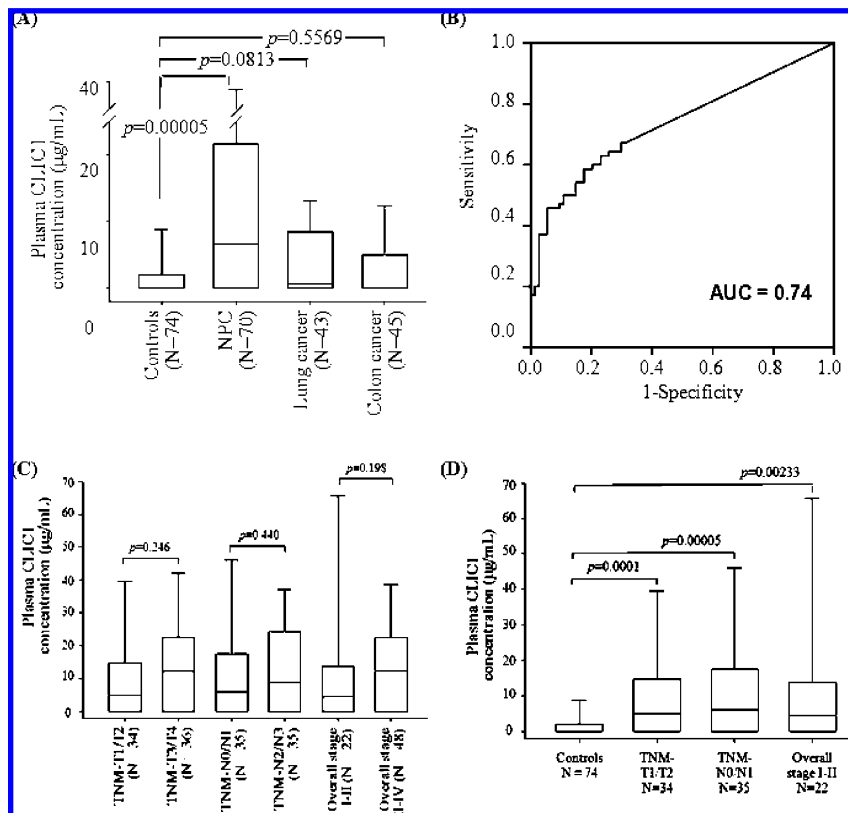 (A)
p=0.5569
p=0.0813
p=0.00005
Plasma CLIC1
concentration (µg/mL)
40
20
10
0
Controls
(N–74)
NPC
(N–70)
Lung cancer
(N–43)
Colon cancer
(N–45)
(B)
Sensitivity
1.0
0.8
0.6
0.4
0.2
0.0
AUC = 0.74
0.0 0.2 0.4 0.6 0.8 1.0
1-Specificity
(C)
Plasma CLIC1
concentration (µg/mL)
70
60
50
40
30
20
10
0
p=0.246
p=0.440
p=0.198
TNM-T1/T2
(N 34)
TNM-T3/T4
(N 36)
TNM-N0/N1
(N 35)
TNM-N2/N3
(N 35)
Overall stage
I-II (N 22)
Overall stage
I-IV (N 48)
(D)
Plasma CLIC1
concentration (µg/mL)
70
60
50
40
30
20
10
0
p=0.00233
p=0.00005
p=0.0001
Controls
N = 74
TNM-
T1/T2
N=34
TNM-
N0/N1
N=35
Overall
stage I-II
N=22